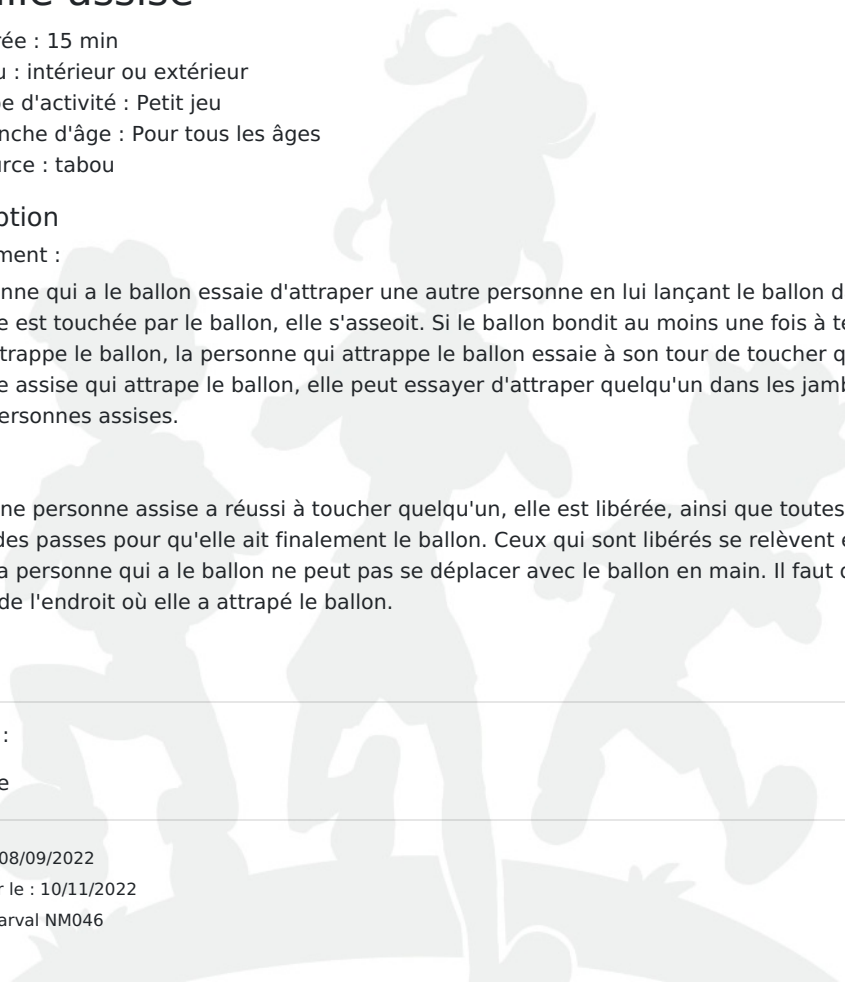 rée : 15 min
u : intérieur ou extérieur
e d'activité : Petit jeu
nche d'âge : Pour tous les âges
urce : tabou
ption
ment :
nne qui a le ballon essaie d'attraper une autre personne en lui lançant le ballon d
e est touchée par le ballon, elle s'asseoit. Si le ballon bondit au moins une fois à te
trappe le ballon, la personne qui attrappe le ballon essaie à son tour de toucher q
e assise qui attrape le ballon, elle peut essayer d'attraper quelqu'un dans les jamb
ersonnes assises.
ne personne assise a réussi à toucher quelqu'un, elle est libérée, ainsi que toutes
des passes pour qu'elle ait finalement le ballon. Ceux qui sont libérés se relèvent e
a personne qui a le ballon ne peut pas se déplacer avec le ballon en main. Il faut
de l'endroit où elle a attrapé le ballon.
:
e
08/09/2022
r le : 10/11/2022
arval NM046